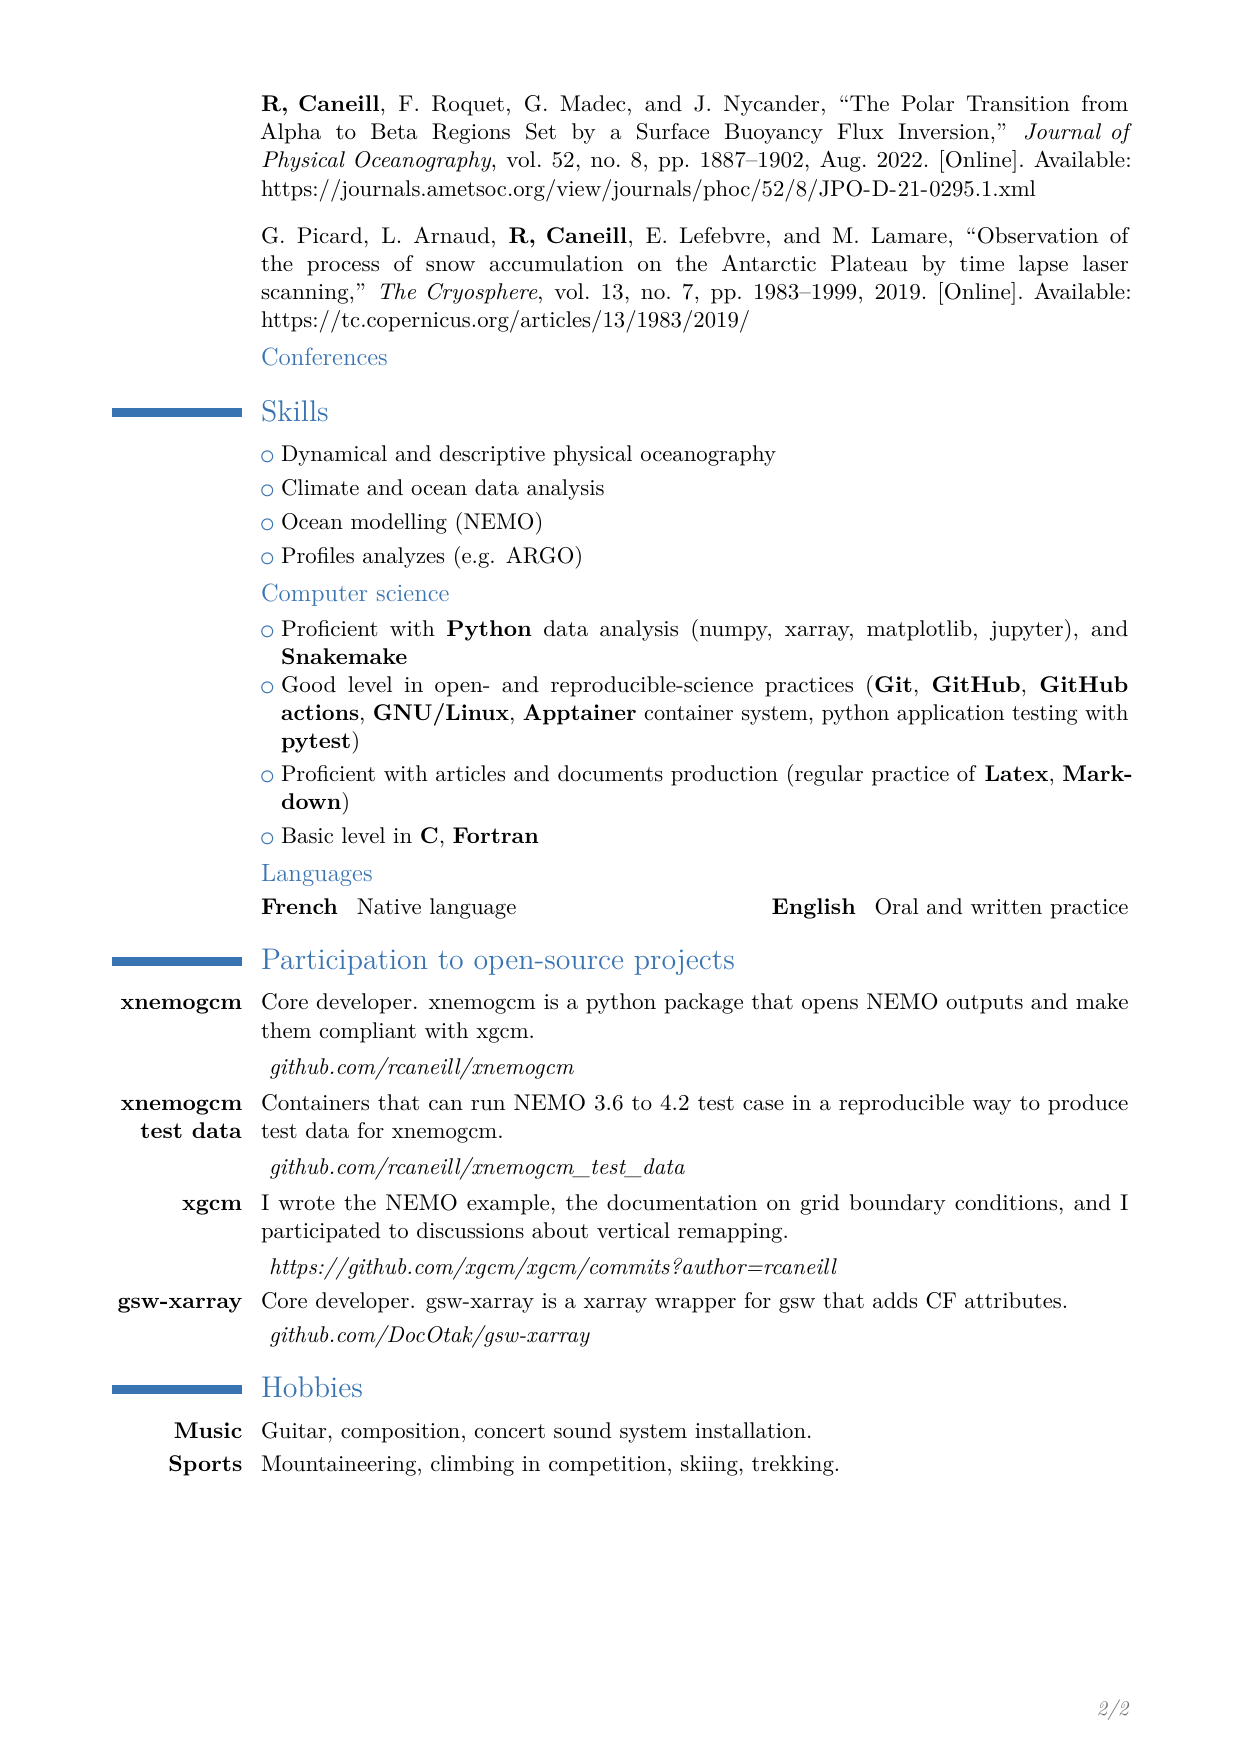 R, Caneill, F. Roquet, G. Madec, and J. Nycander, “The Polar Transition from
Alpha to Beta Regions Set by a Surface Buoyancy Flux Inversion,” Journal of
Physical Oceanography, vol. 52, no. 8, pp. 1887–1902, Aug. 2022. [Online]. Available:
https://journals.ametsoc.org/view/journals/phoc/52/8/JPO-D-21-0295.1.xml
G. Picard, L. Arnaud, R, Caneill, E. Lefebvre, and M. Lamare, “Observation of
the process of snow accumulation on the Antarctic Plateau by time lapse laser
scanning,” The Cryosphere, vol. 13, no. 7, pp. 1983–1999, 2019. [Online]. Available:
https://tc.copernicus.org/articles/13/1983/2019/
Conferences
Skills
○ Dynamical and descriptive physical oceanography
○ Climate and ocean data analysis
○ Ocean modelling (NEMO)
○ Profiles analyzes (e.g. ARGO)
Computer science
○ Proficient with Python data analysis (numpy, xarray, matplotlib, jupyter), and
Snakemake
○ Good level in open- and reproducible-science practices (Git, GitHub, GitHub
actions, GNU/Linux, Apptainer container system, python application testing with
pytest)
○ Proficient with articles and documents production (regular practice of Latex, Mark-
down)
○ Basic level in C, Fortran
Languages
French Native language English Oral and written practice
Participation to open-source projects
xnemogcm Core developer. xnemogcm is a python package that opens NEMO outputs and make
them compliant with xgcm.
github.com/rcaneill/xnemogcm
xnemogcm Containers that can run NEMO 3.6 to 4.2 test case in a reproducible way to produce
test data test data for xnemogcm.
github.com/rcaneill/xnemogcm_test_data
xgcm I wrote the NEMO example, the documentation on grid boundary conditions, and I
participated to discussions about vertical remapping.
https://github.com/xgcm/xgcm/commits?author=rcaneill
gsw-xarray Core developer. gsw-xarray is a xarray wrapper for gsw that adds CF attributes.
github.com/DocOtak/gsw-xarray
Hobbies
Music Guitar, composition, concert sound system installation.
Sports Mountaineering, climbing in competition, skiing, trekking.
2/2